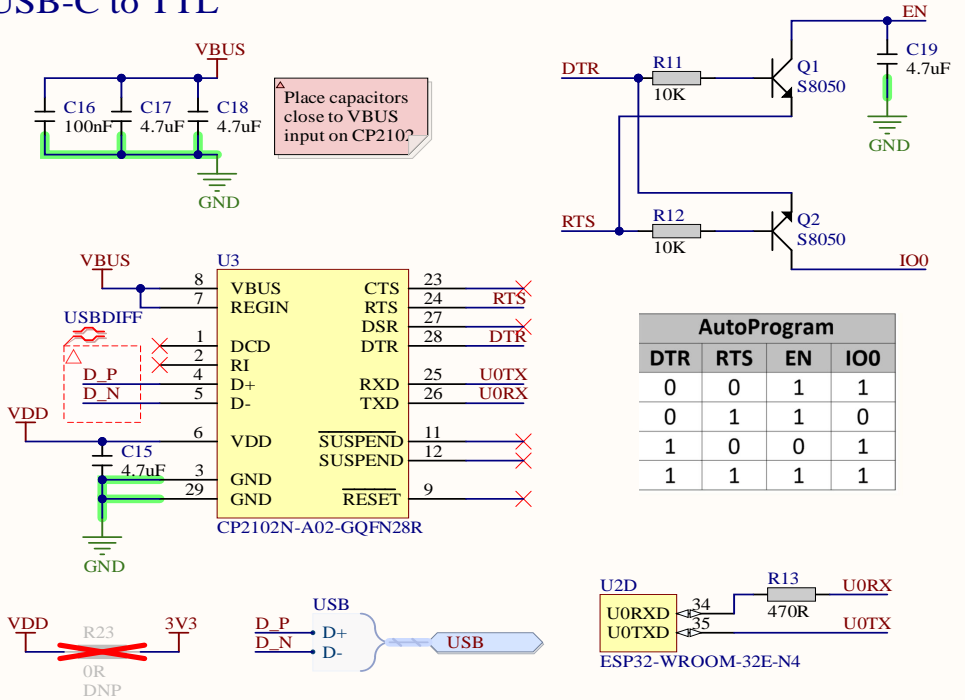 USB-C to TTL
VBUS
C16
100nF
C17
4.7uF
C18
4.7uF
GND
Place capacitors
close to VBUS
input on CP2102
EN
DTR
R11
10K
Q1
S8050
C19
4.7uF
GND
RTS
R12
10K
Q2
S8050
IO0
VBUS
USBDIFF
D_P
D_N
VDD
C15
4.7uF
GND
U3
8 VBUS CTS 23
7 REGIN RTS 24 RTS
DSR 27
1 DCD DTR 28 DTR
2 RI
4 D+ RXD 25 U0TX
5 D- TXD 26 U0RX
6 VDD SUSPEND 11
SUSPEND 12
3 GND
29 GND RESET 9
CP2102N-A02-GQFN28R
AutoProgram
DTR RTS EN IO0
0 0 1 1
0 1 1 0
1 0 0 1
1 1 1 1
VDD
R23
3V3
0R
DNP
USB
D_P D+
D_N D-
USB
U2D
R13
470R
U0RX
U0RXD 34
U0TXD 35
U0TX
ESP32-WROOM-32E-N4